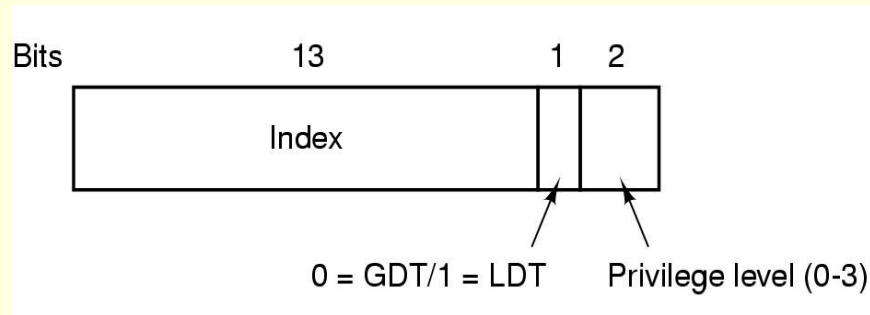 Bits 13 1 2
Index
0 = GDT/1 = LDT Privilege level (0-3)